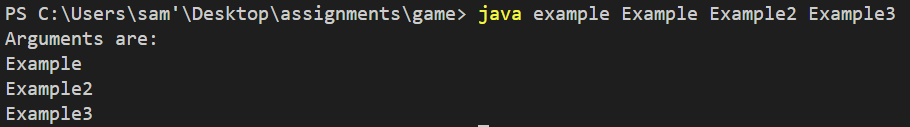 PS C:\Users\sam'\Desktop\assignments\game> java example Example Example2 Example3
Arguments are:
Example
Example2
Example3